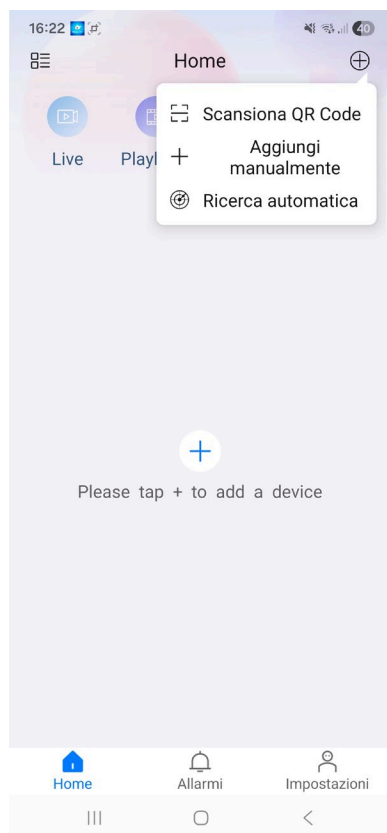 16:22
40
Home
Scansiona QR Code
Aggiungi
manualmente
Ricerca automatica
Live
Playl
Please tap + to add a device
Home
Allarmi
Impostazioni